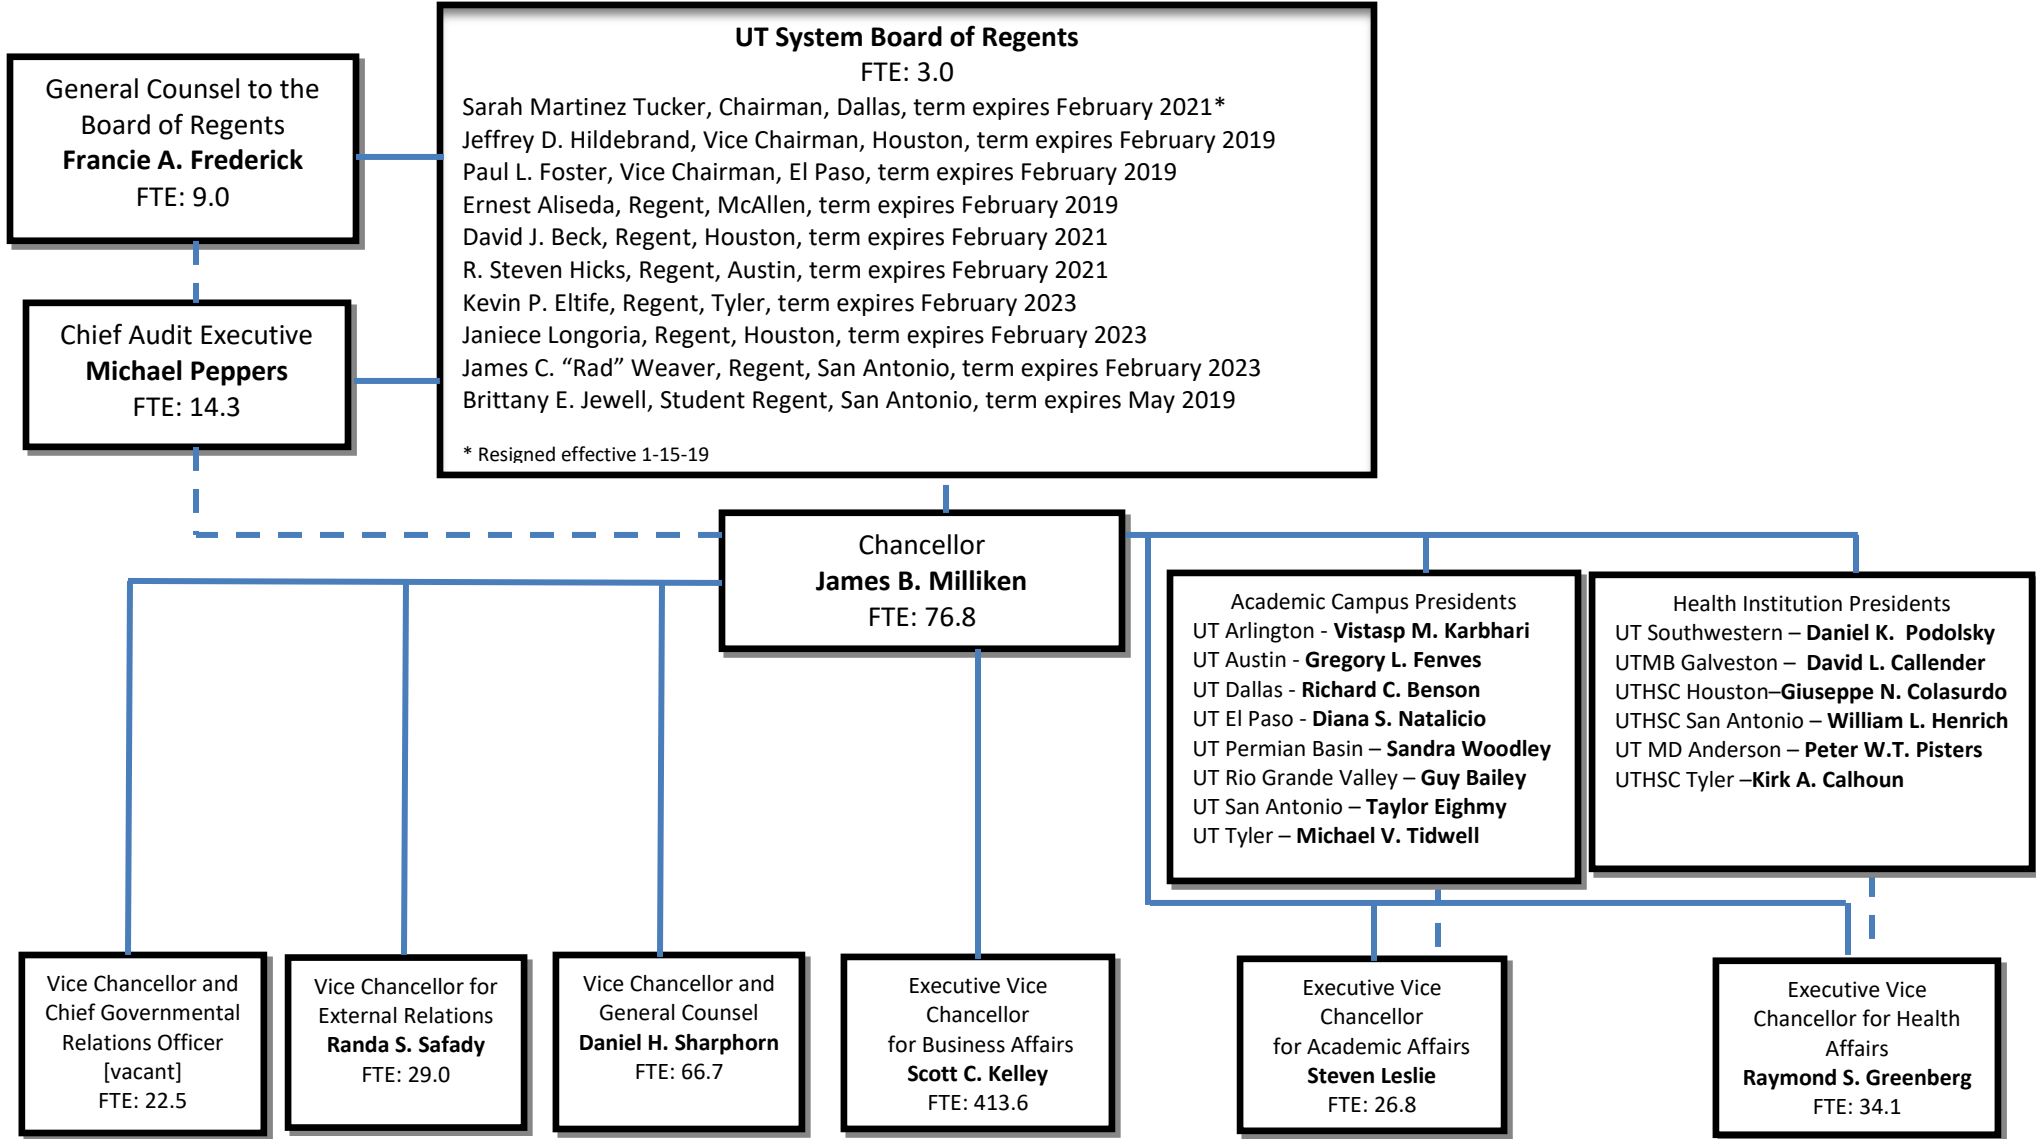 UT System Board of Regents
FTE: 3.0
Sarah Martinez Tucker, Chairman, Dallas, term expires February 2021*
Jeffrey D. Hildebrand, Vice Chairman, Houston, term expires February 2019
Paul L. Foster, Vice Chairman, El Paso, term expires February 2019
Ernest Aliseda, Regent, McAllen, term expires February 2019
David J. Beck, Regent, Houston, term expires February 2021
R. Steven Hicks, Regent, Austin, term expires February 2021
Kevin P. Eltife, Regent, Tyler, term expires February 2023
Janiece Longoria, Regent, Houston, term expires February 2023
James C. “Rad” Weaver, Regent, San Antonio, term expires February 2023
Brittany E. Jewell, Student Regent, San Antonio, term expires May 2019
* Resigned effective 1-15-19
General Counsel to the
Board of Regents
Francie A. Frederick
FTE: 9.0
Chief Audit Executive
Michael Peppers
FTE: 14.3
Chancellor
James B. Milliken
FTE: 76.8
Academic Campus Presidents
UT Arlington - Vistasp M. Karbhari
UT Austin - Gregory L. Fenves
UT Dallas - Richard C. Benson
UT El Paso - Diana S. Natalicio
UT Permian Basin – Sandra Woodley
UT Rio Grande Valley – Guy Bailey
UT San Antonio – Taylor Eighmy
UT Tyler – Michael V. Tidwell
Health Institution Presidents
UT Southwestern – Daniel K. Podolsky
UTMB Galveston – David L. Callender
UTHSC Houston–Giuseppe N. Colasurdo
UTHSC San Antonio – William L. Henrich
UT MD Anderson – Peter W.T. Pisters
UTHSC Tyler –Kirk A. Calhoun
Vice Chancellor and
Chief Governmental
Relations Officer
[vacant]
FTE: 22.5
Vice Chancellor for
External Relations
Randa S. Safady
FTE: 29.0
Vice Chancellor and
General Counsel
Daniel H. Sharphorn
FTE: 66.7
Executive Vice
Chancellor
for Business Affairs
Scott C. Kelley
FTE: 413.6
Executive Vice
Chancellor
for Academic Affairs
Steven Leslie
FTE: 26.8
Executive Vice
Chancellor for Health
Affairs
Raymond S. Greenberg
FTE: 34.1